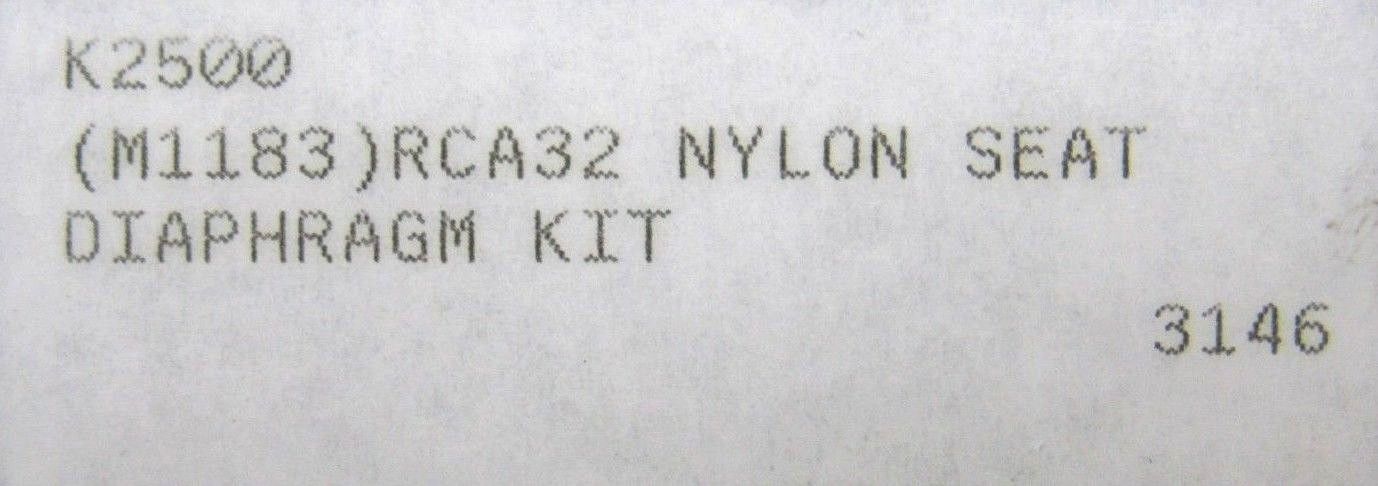 K2500
(M1183)RCA32 NYLON SEAT
DIAPHRAGM KIT
3146